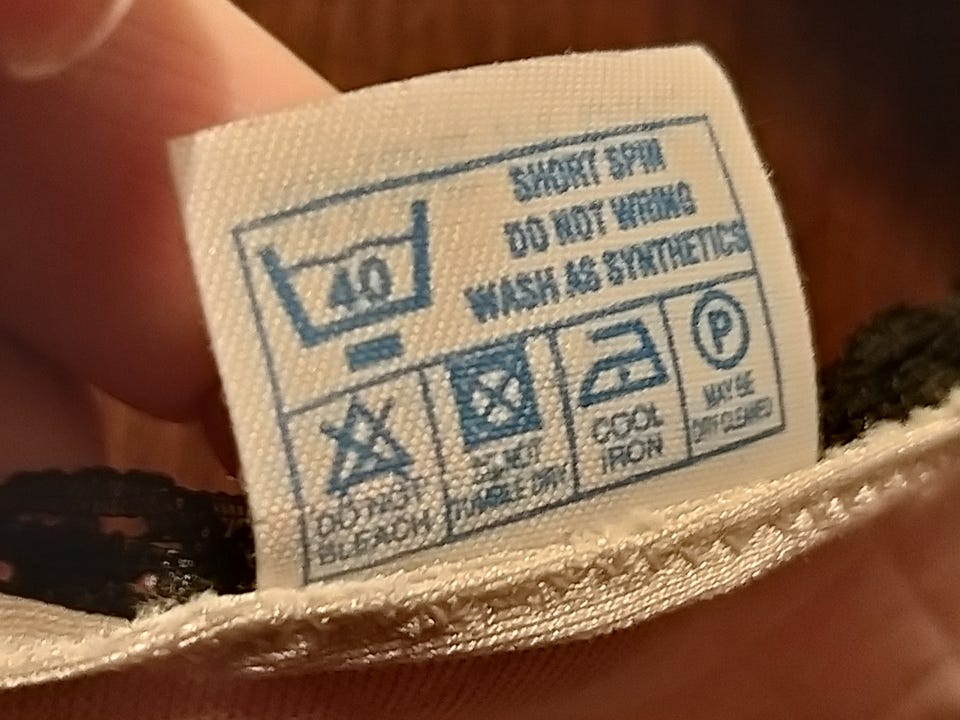 SHORT SPIN
DO NOT WRING
WASH AS SYNTHETICS
40
DO NOT
BLEACH
DO NOT
TUMBLE DRY
COOL
IRON
P
MAY BE
DRY CLEANED